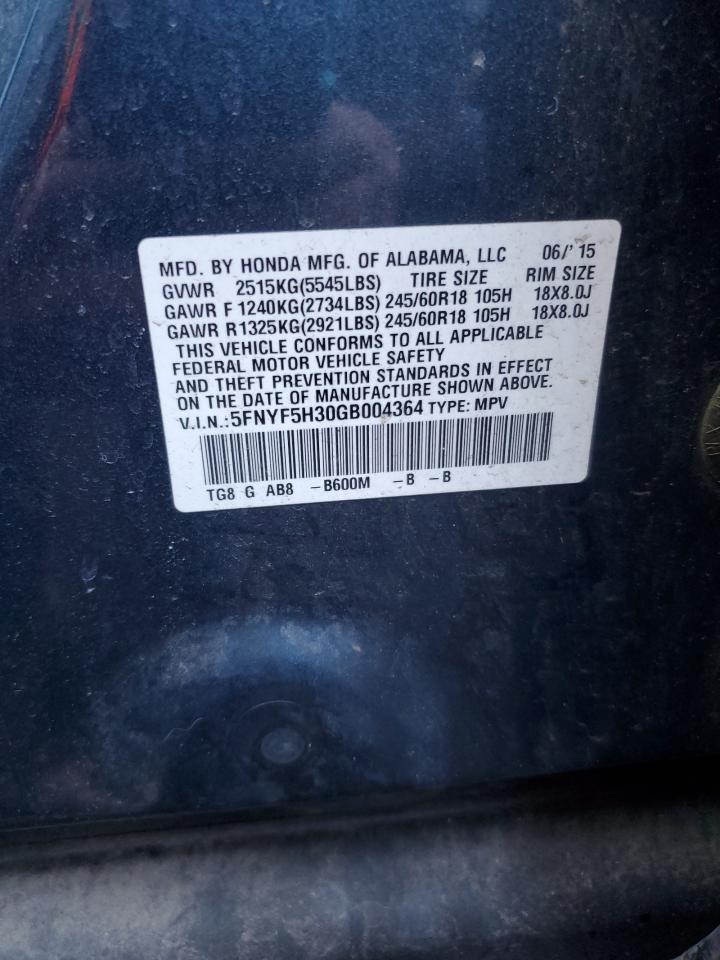 MFD. BY HONDA MFG. OF ALABAMA, LLC 06/' 15
GVWR 2515KG(5545LBS) TIRE SIZE RIM SIZE
GAWR F 1240KG(2734LBS) 245/60R18 105H 18X8.0J
GAWR R1325KG(2921LBS) 245/60R18 105H 18X8.0J
THIS VEHICLE CONFORMS TO ALL APPLICABLE
FEDERAL MOTOR VEHICLE SAFETY
AND THEFT PREVENTION STANDARDS IN EFFECT
ON THE DATE OF MANUFACTURE SHOWN ABOVE.
V.I.N.:5FNYF5H30GB004364 TYPE: MPV
TG8 G AB8 -B600M -B -B